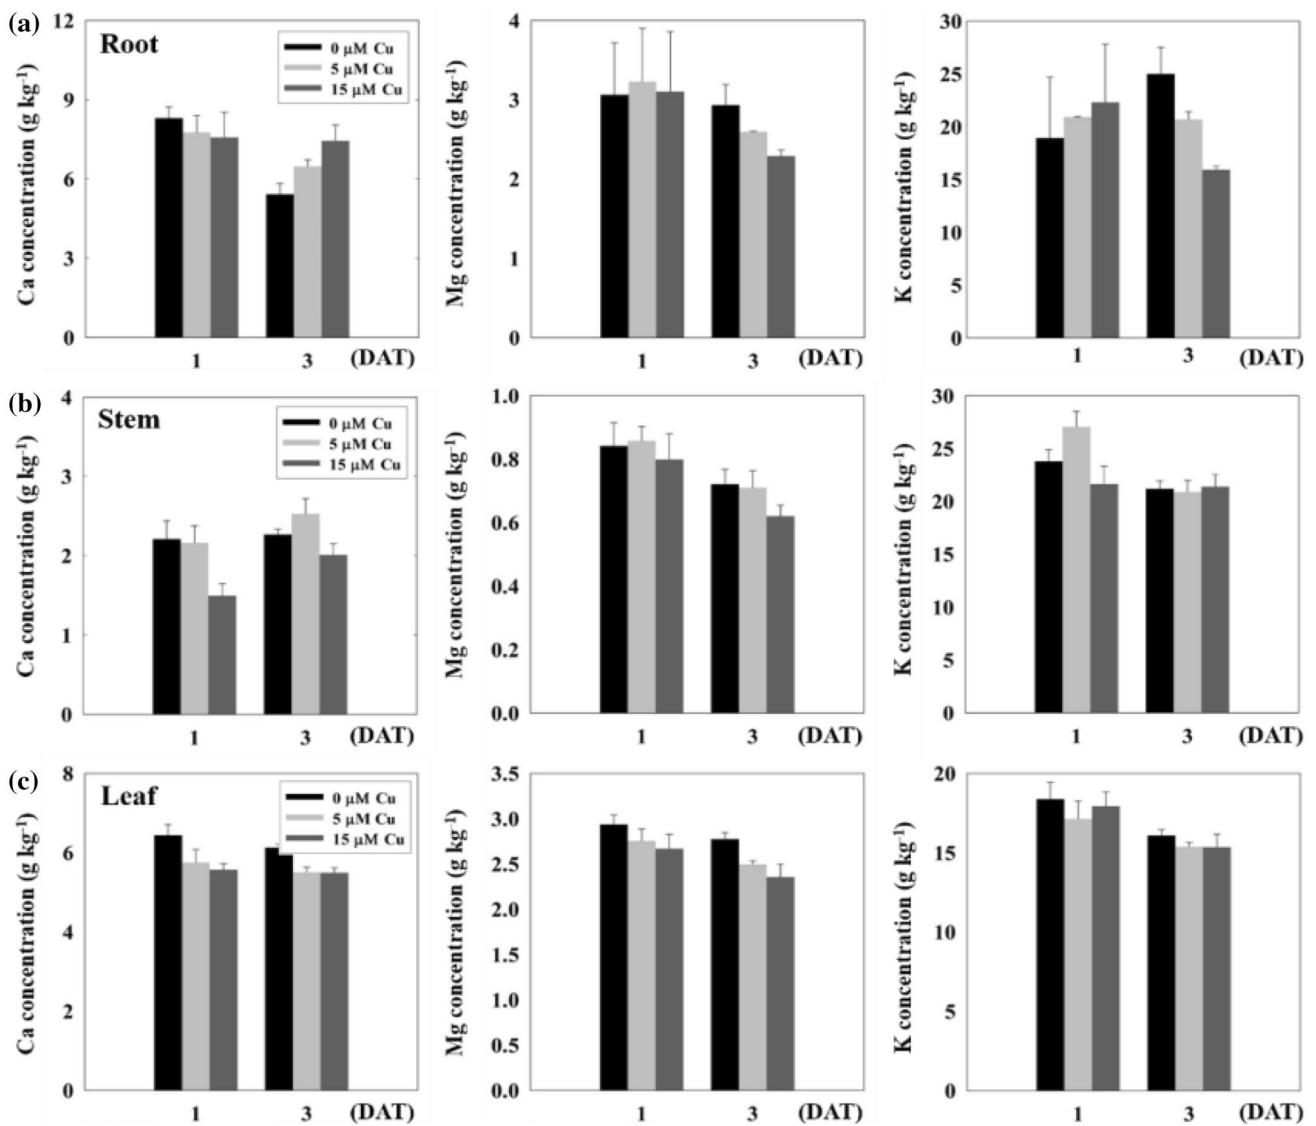 (a)
Root
0 μM Cu
5 μM Cu
15 μM Cu
Ca concentration (g kg⁻¹)
12
9
6
3
0
1 3 (DAT)
Mg concentration (g kg⁻¹)
4
3
2
1
0
1 3 (DAT)
K concentration (g kg⁻¹)
30
25
20
15
10
5
0
1 3 (DAT)
(b)
Stem
0 μM Cu
5 μM Cu
15 μM Cu
Ca concentration (g kg⁻¹)
4
3
2
1
0
1 3 (DAT)
Mg concentration (g kg⁻¹)
1.0
0.8
0.6
0.4
0.2
0.0
1 3 (DAT)
K concentration (g kg⁻¹)
30
25
20
15
10
5
0
1 3 (DAT)
(c)
Leaf
0 μM Cu
5 μM Cu
15 μM Cu
Ca concentration (g kg⁻¹)
8
6
4
2
0
1 3 (DAT)
Mg concentration (g kg⁻¹)
3.5
3.0
2.5
2.0
1.5
1.0
0.5
0.0
1 3 (DAT)
K concentration (g kg⁻¹)
20
15
10
5
0
1 3 (DAT)